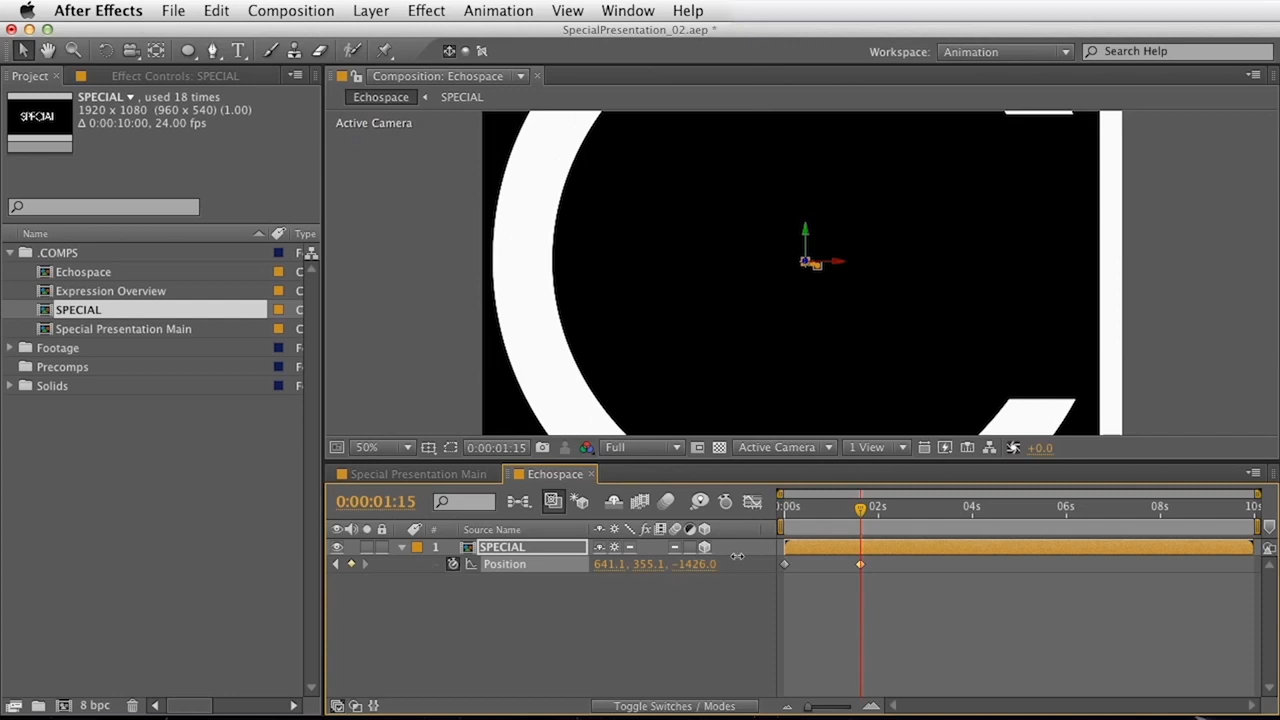 After Effects File Edit Composition Layer Effect Animation View Window Help
SpecialPresentation_02.aep *
Workspace: Animation Search Help
Project Effect Controls: SPECIAL Composition: Echospace
SPECIAL , used 18 times
1920 x 1080 (960 x 540) (1.00)
Δ 0:00:10:00, 24.00 fps
SPECIAL
Echospace SPECIAL
Active Camera
Name Type
.COMPS F
Echospace C
Expression Overview C
SPECIAL C
Special Presentation Main C
Footage F
Precomps F
Solids F
50% 0:00:01:15 Full Active Camera 1 View +0.0
Special Presentation Main Echospace
0:00:01:15 :00s 02s 04s 06s 08s 10s
# Source Name fx
1 SPECIAL
Position 641.1, 355.1, -1426.0
8 bpc Toggle Switches / Modes